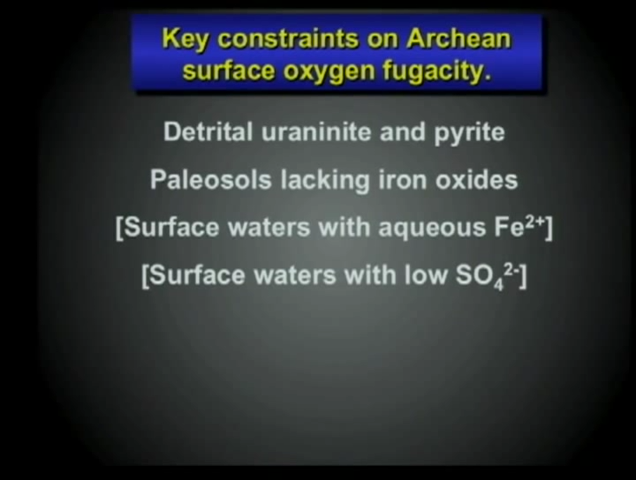 Key constraints on Archean
surface oxygen fugacity.
Detrital uraninite and pyrite
Paleosols lacking iron oxides
[Surface waters with aqueous Fe²⁺]
[Surface waters with low SO₄²⁻]